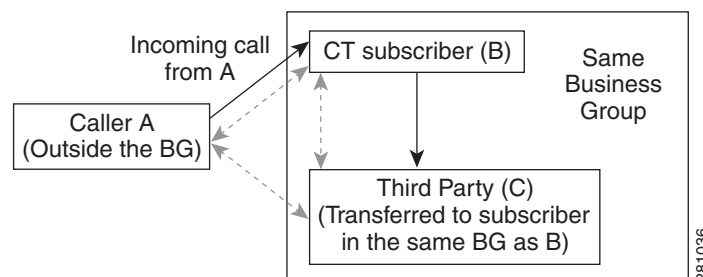 Incoming call
from A
CT subscriber (B)
Same
Business
Group
Caller A
(Outside the BG)
Third Party (C)
(Transferred to subscriber
in the same BG as B)
281036